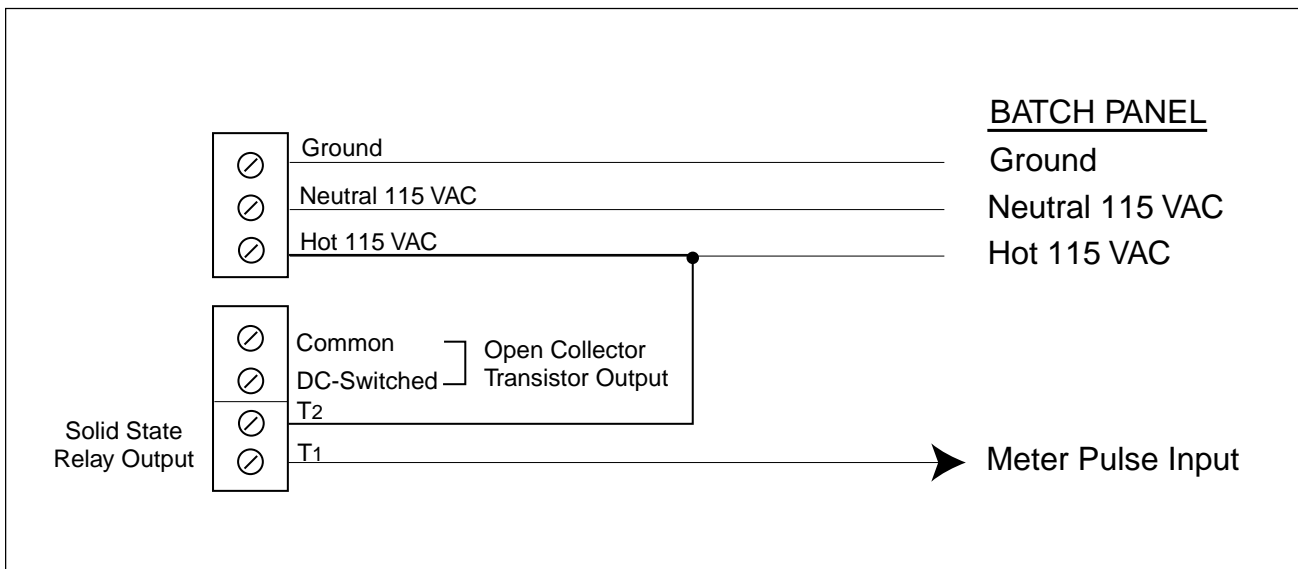 BATCH PANEL
Ground
Ground
Neutral 115 VAC
Neutral 115 VAC
Hot 115 VAC
Hot 115 VAC
Common
DC-Switched
Open Collector
Transistor Output
T2
T1
Solid State
Relay Output
Meter Pulse Input